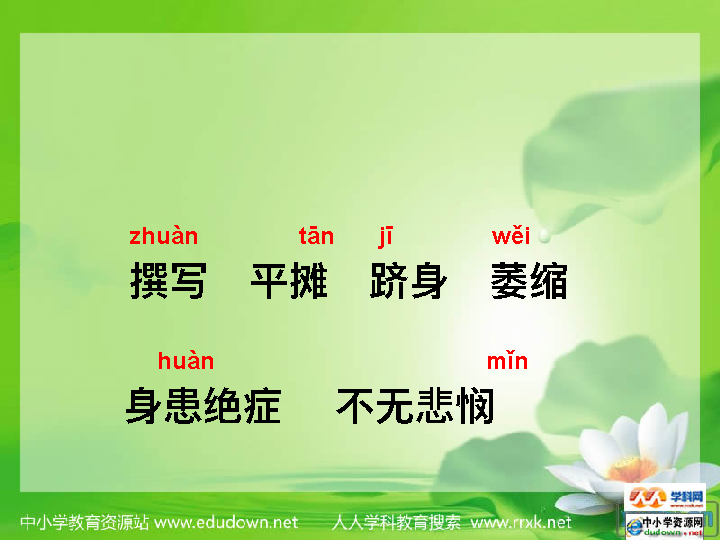 zhuàn tān jī wěi
撰写 平摊 跻身 萎缩
huàn mǐn
身患绝症 不无悲悯
中小学教育资源站 www.edudown.net 人人学科教育搜索 www.rrxk.net
学科网
www.rrxk.net
中小学资源网